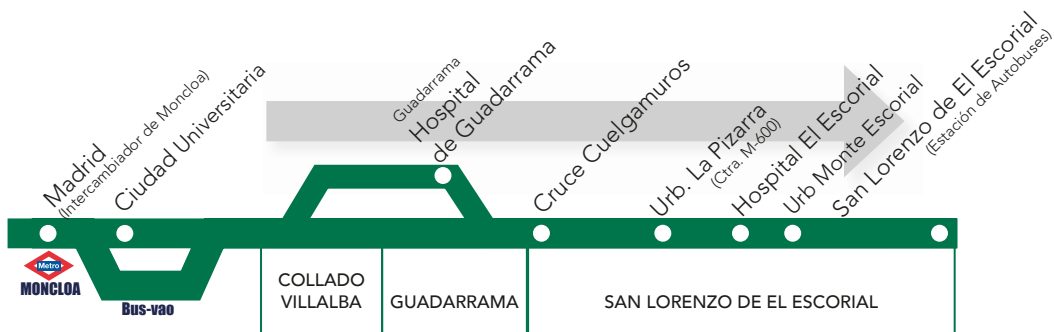 Madrid
(Intercambiador de Moncloa)
Ciudad Universitaria
Guadarrama
Hospital
de Guadarrama
Cruce Cuelgamuros
Urb. La Pizarra
(Ctra. M-600)
Hospital El Escorial
Urb Monte Escorial
San Lorenzo de El Escorial
(Estación de Autobuses)
Metro
MONCLOA
Bus-vao
COLLADO
VILLALBA
GUADARRAMA
SAN LORENZO DE EL ESCORIAL